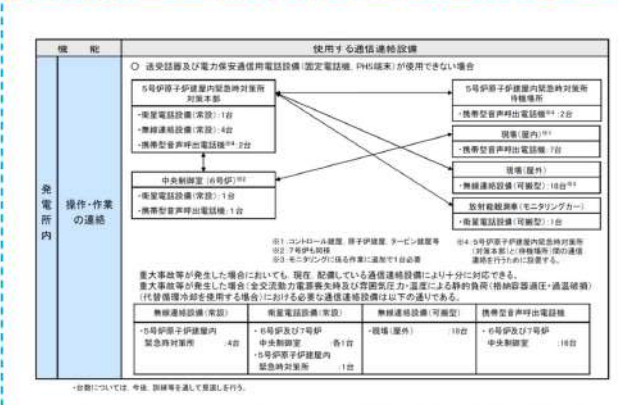 機 能
使用する通信連絡設備
○ 送受話器及び電力保安通信用電話設備(固定電話機, PHS端末)が使用できない場合
5号炉原子炉建屋内緊急時対策所
対策本部
・衛星電話設備(常設):1台
・無線連絡設備(常設):4台
・携帯型音声呼出電話機※4:2台
5号炉原子炉建屋内緊急時対策所
待機場所
・携帯型音声呼出電話機※4:2台
現場(屋内)※1
・携帯型音声呼出電話機:7台
中央制御室(6号炉)※2
・衛星電話設備(常設):1台
・携帯型音声呼出電話機:1台
現場(屋外)
・無線連絡設備(可搬型):10台※3
放射能観測車(モニタリングカー)
・衛星電話設備(可搬型):1台
発電所内
操作・作業
の連絡
※1:コントロール建屋, 原子炉建屋, タービン建屋等
※2:7号炉も同様
※3:モニタリングに係る作業に追加で1台必要
※4:5号炉原子炉建屋内緊急時対策所
(対策本部)と(待機場所)間の通信
連絡を行うために設置する。
重大事故等が発生した場合においても, 現在, 配備している通信連絡設備により十分に対応できる。
重大事故等が発生した場合(全交流動力電源喪失時及び雰囲気圧力・温度による静的負荷(格納容器過圧・過温破損)
(代替循環冷却を使用する場合)における必要な通信連絡設備は以下の通りである。
無線連絡設備(常設)
衛星電話設備(常設)
無線連絡設備(可搬型)
携帯型音声呼出電話機
・5号炉原子炉建屋内
緊急時対策所 :4台
・6号炉及び7号炉
中央制御室 :各1台
・5号炉原子炉建屋内
緊急時対策所 :1台
・現場(屋外) :10台
・6号炉及び7号炉
中央制御室 :16台
・台数については, 今後, 訓練等を通して見直しを行う。